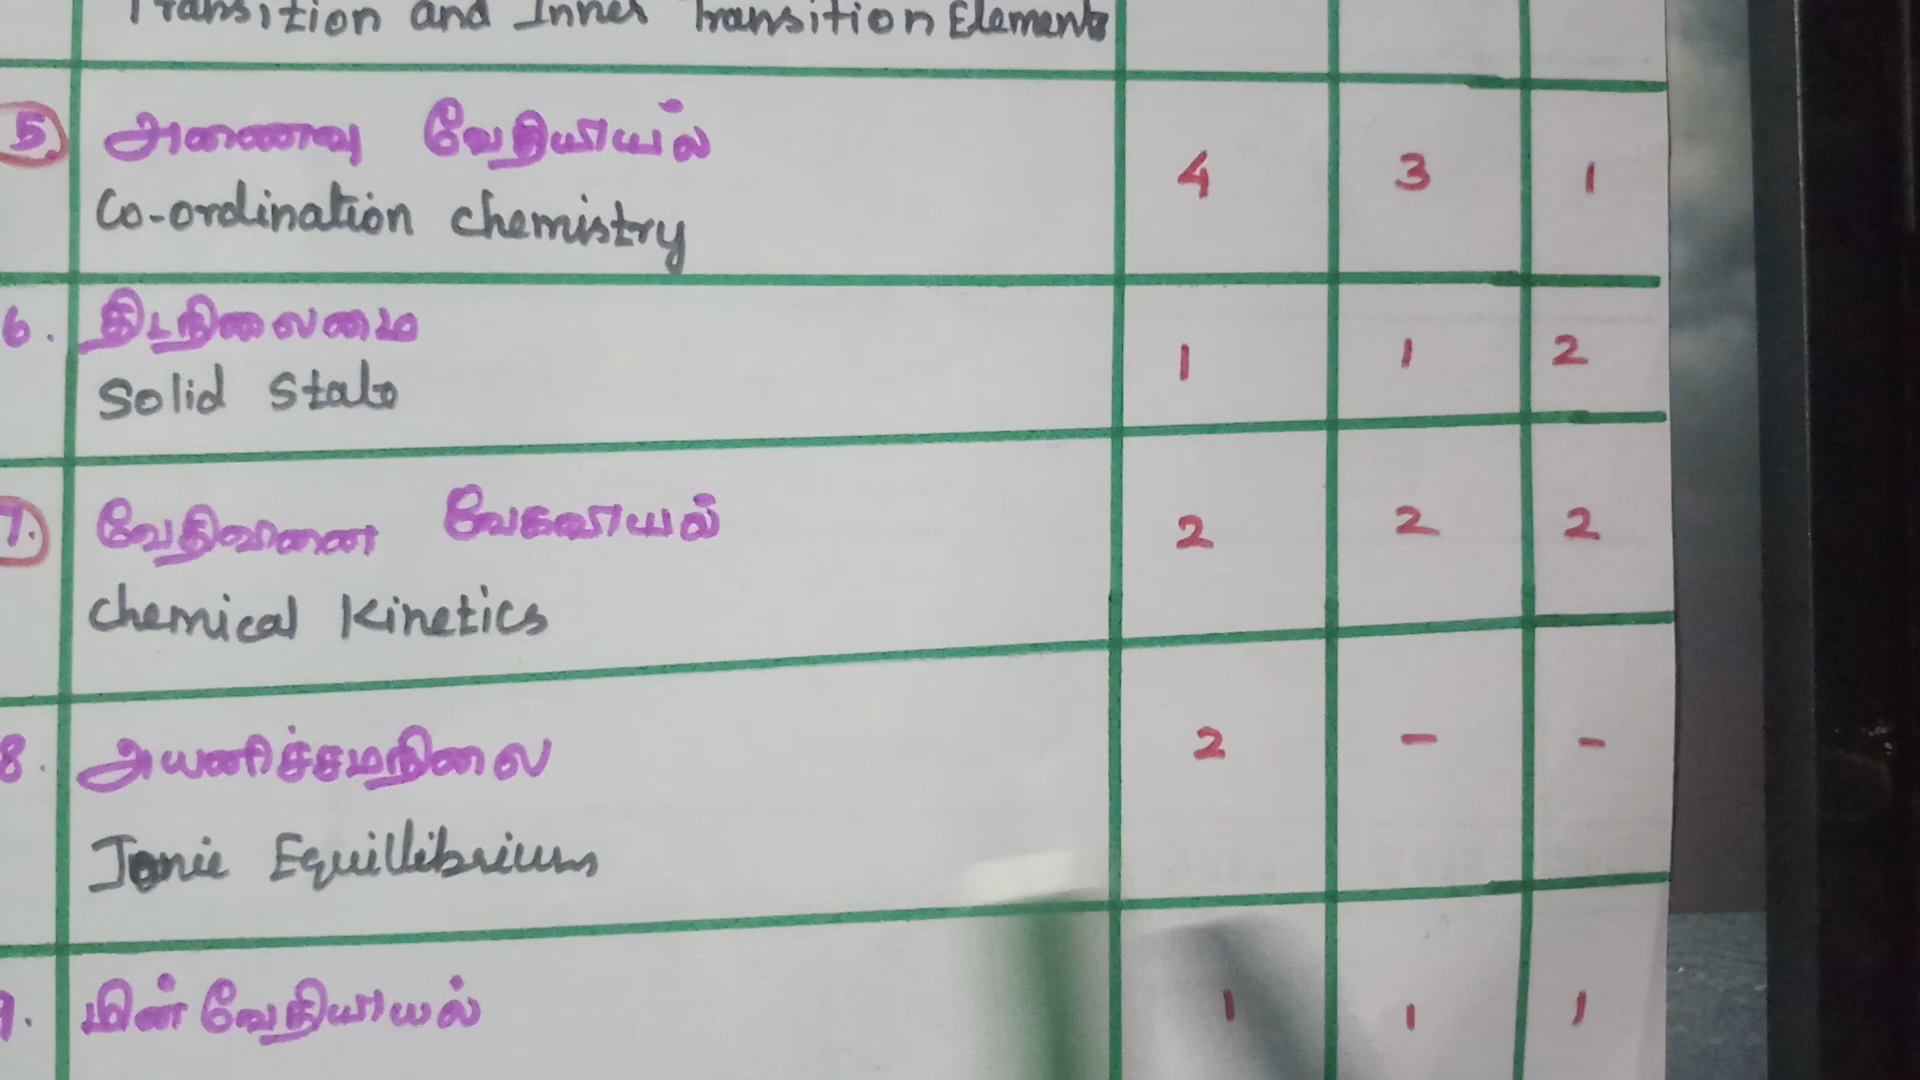 Transition and Inner Transition Elements
5. அணைவு வேதியியல் 4 3 1
Co-ordination chemistry
6. திடநிலைமை 1 1 2
Solid State
7. வேதிவினை வேகவியல் 2 2 2
Chemical Kinetics
8. அயனிச்சமநிலை 2 - -
Ionic Equillibrium
9. மின் வேதியியல் 1 1 1